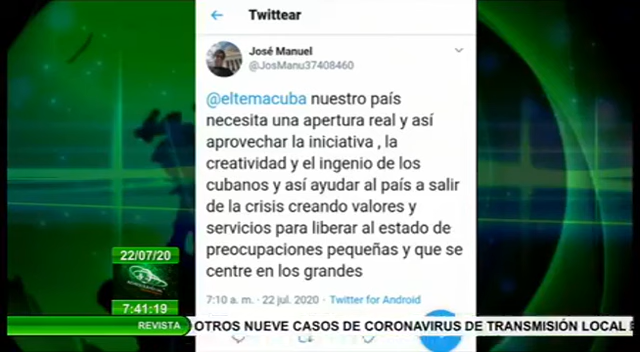 Twittear
José Manuel
@JosManu37408460
@eltemacuba nuestro país
necesita una apertura real y así
aprovechar la iniciativa , la
creatividad y el ingenio de los
cubanos y así ayudar al país a salir
de la crisis creando valores y
servicios para liberar al estado de
preocupaciones pequeñas y que se
centre en los grandes
7:10 a. m. · 22 jul. 2020 · Twitter for Android
22/07/20
7:41:19
REVISTA
OTROS NUEVE CASOS DE CORONAVIRUS DE TRANSMISIÓN LOCAL